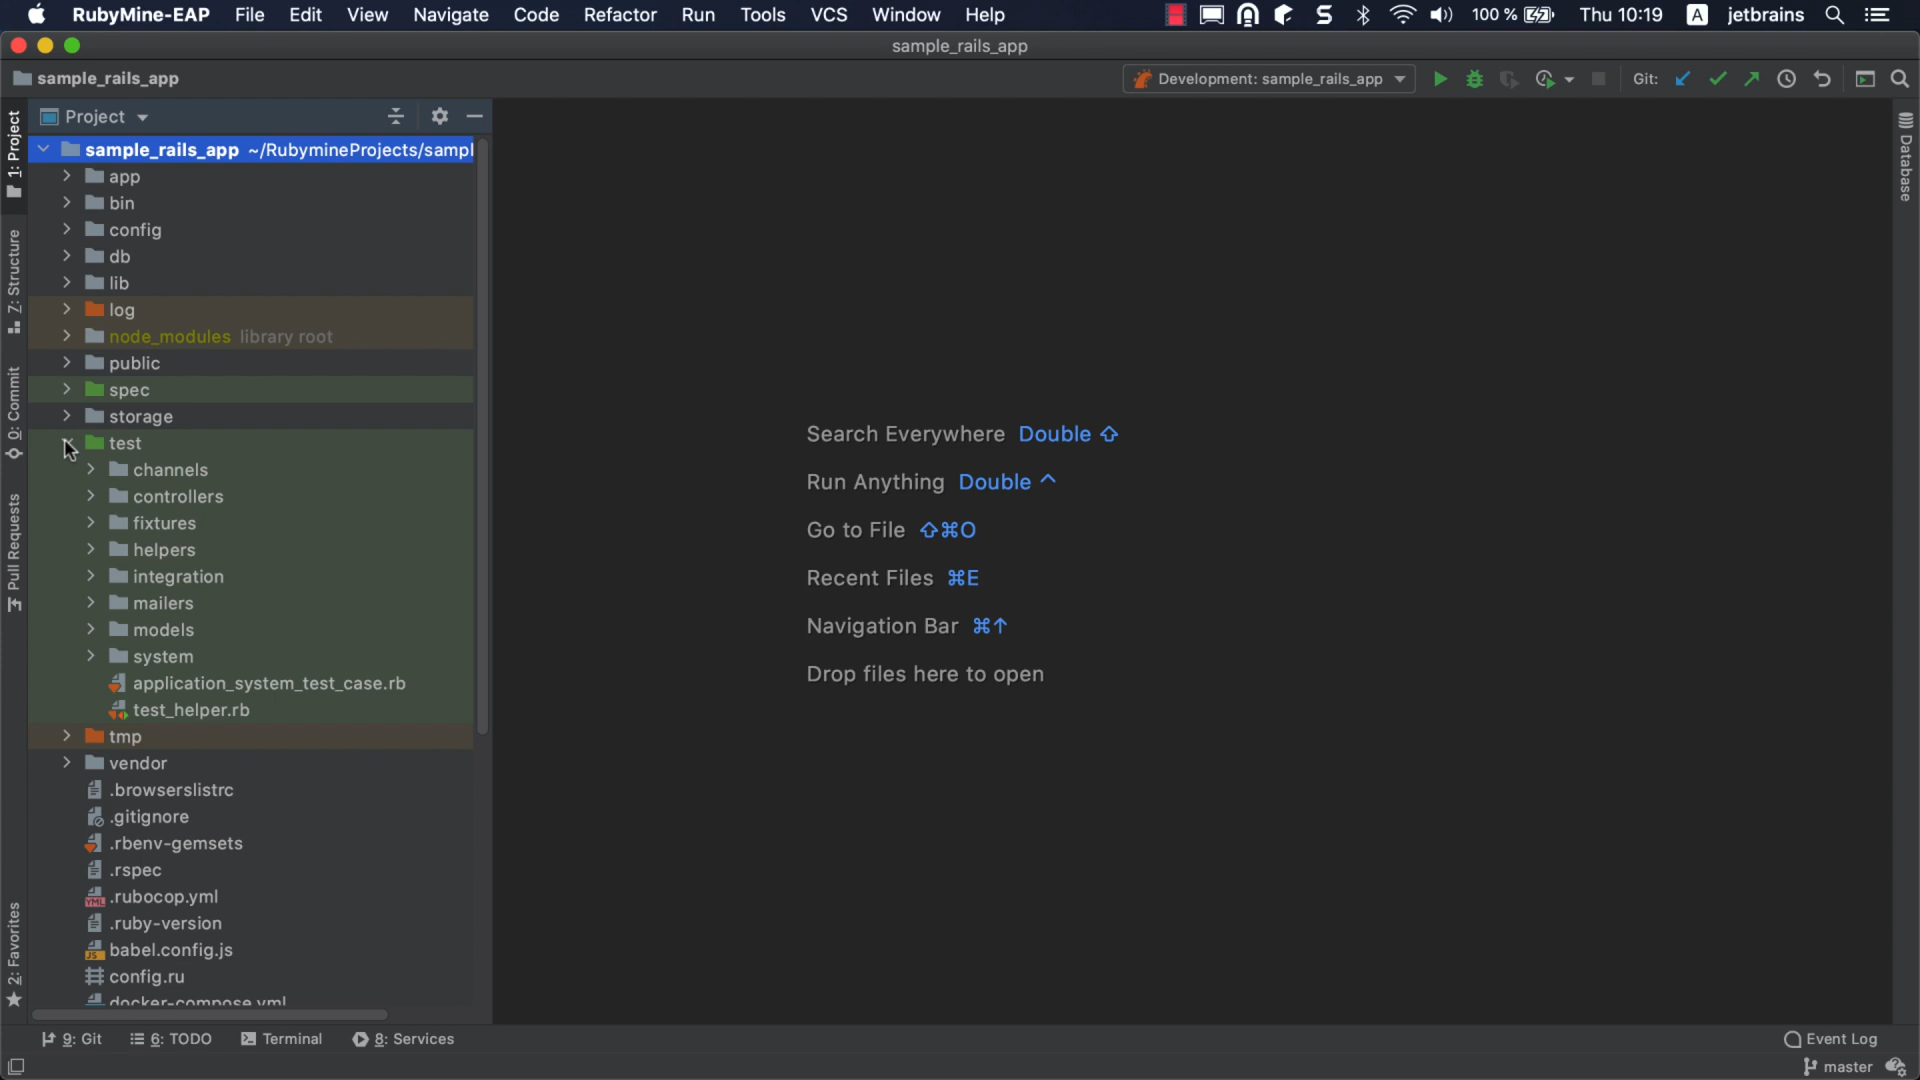 RubyMine-EAP File Edit View Navigate Code Refactor Run Tools VCS Window Help S 100 % Thu 10:19 A jetbrains
sample_rails_app
sample_rails_app Development: sample_rails_app Git:
1: Project
Z: Structure
0: Commit
Pull Requests
2: Favorites
Project
sample_rails_app ~/RubymineProjects/sampl
app
bin
config
db
lib
log
node_modules library root
public
spec
storage
test
channels
controllers
fixtures
helpers
integration
mailers
models
system
application_system_test_case.rb
test_helper.rb
tmp
vendor
.browserslistrc
.gitignore
.rbenv-gemsets
.rspec
.rubocop.yml
.ruby-version
babel.config.js
config.ru
docker-compose.yml
Search Everywhere Double ⇧
Run Anything Double ^
Go to File ⇧⌘O
Recent Files ⌘E
Navigation Bar ⌘↑
Drop files here to open
Database
9: Git 6: TODO Terminal 8: Services Event Log
master